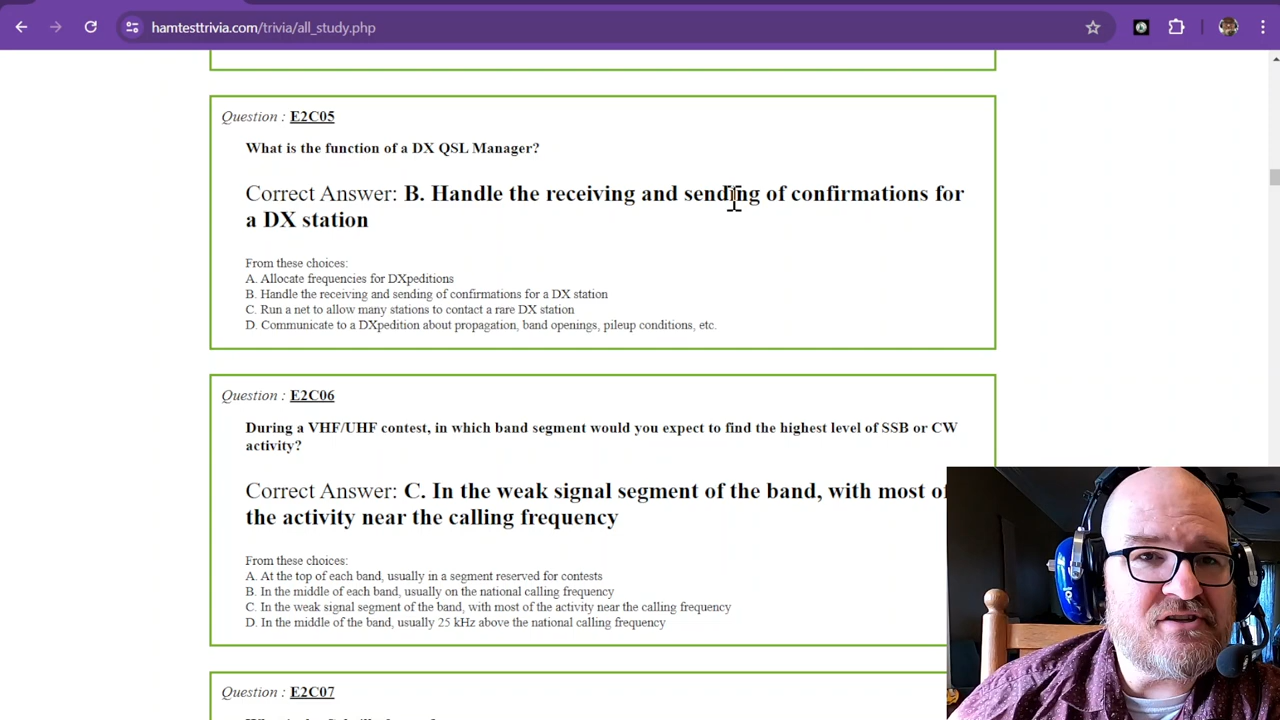 hamtesttrivia.com/trivia/all_study.php
Question : E2C05
What is the function of a DX QSL Manager?
Correct Answer: B. Handle the receiving and sending of confirmations for
a DX station
From these choices:
A. Allocate frequencies for DXpeditions
B. Handle the receiving and sending of confirmations for a DX station
C. Run a net to allow many stations to contact a rare DX station
D. Communicate to a DXpedition about propagation, band openings, pileup conditions, etc.
Question : E2C06
During a VHF/UHF contest, in which band segment would you expect to find the highest level of SSB or CW
activity?
Correct Answer: C. In the weak signal segment of the band, with most of
the activity near the calling frequency
From these choices:
A. At the top of each band, usually in a segment reserved for contests
B. In the middle of each band, usually on the national calling frequency
C. In the weak signal segment of the band, with most of the activity near the calling frequency
D. In the middle of the band, usually 25 kHz above the national calling frequency
Question : E2C07